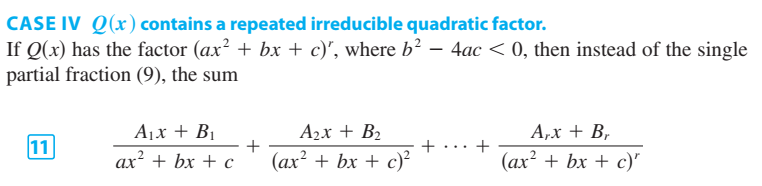 CASE IV Q(x) contains a repeated irreducible quadratic factor.
If Q(x) has the factor (ax² + bx + c)ʳ, where b² − 4ac < 0, then instead of the single
partial fraction (9), the sum
11 (A₁x + B₁)/(ax² + bx + c) + (A₂x + B₂)/(ax² + bx + c)² + ⋯ + (Aᵣx + Bᵣ)/(ax² + bx + c)ʳ